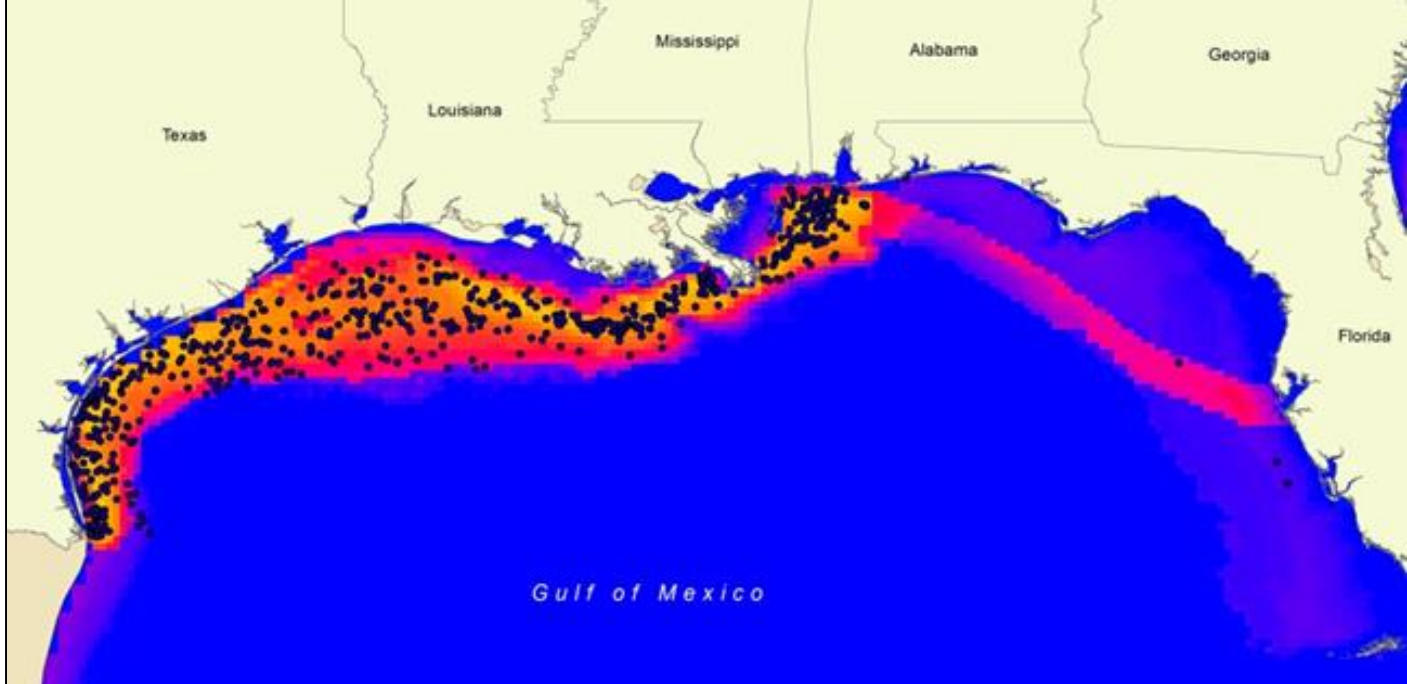 Mississippi
Alabama
Georgia
Louisiana
Texas
Florida
Gulf of Mexico